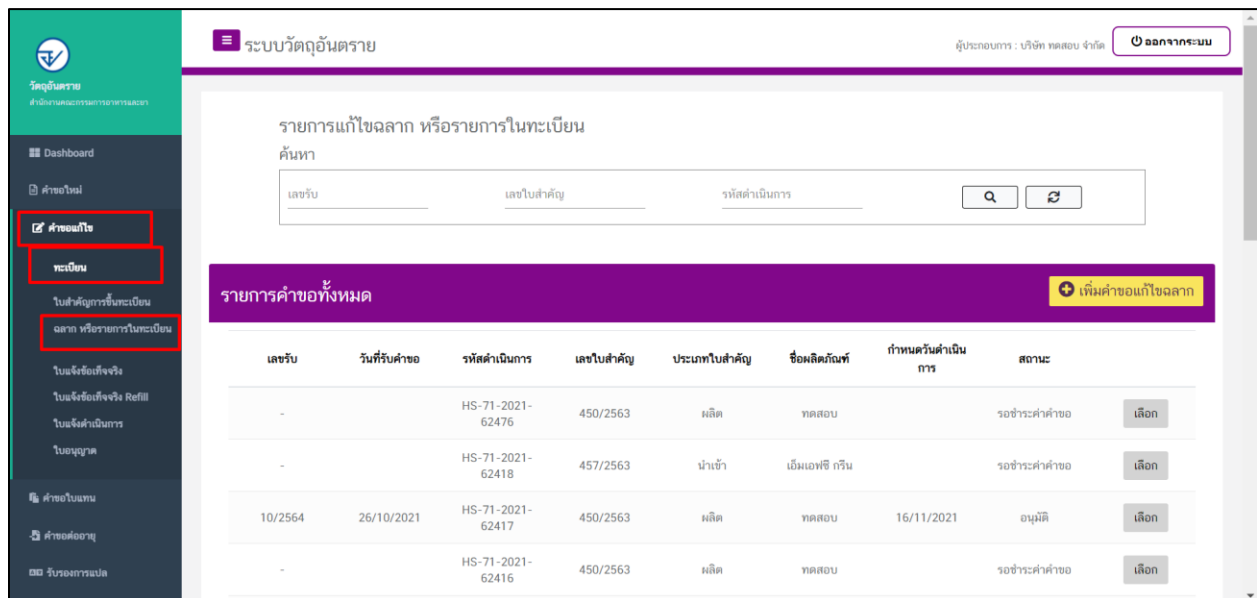 วัตถุอันตราย
สำนักงานคณะกรรมการอาหารและยา
Dashboard
คำขอใหม่
คำขอแก้ไข
ทะเบียน
ใบสำคัญการขึ้นทะเบียน
ฉลาก หรือรายการในทะเบียน
ใบแจ้งข้อเท็จจริง
ใบแจ้งข้อเท็จจริง Refill
ใบแจ้งดำเนินการ
ใบอนุญาต
คำขอใบแทน
คำขอต่ออายุ
รับรองการแปล
ระบบวัตถุอันตราย
ผู้ประกอบการ : บริษัท ทดสอบ จำกัด
ออกจากระบบ
รายการแก้ไขฉลาก หรือรายการในทะเบียน
ค้นหา
เลขรับ เลขใบสำคัญ รหัสดำเนินการ
รายการคำขอทั้งหมด
เพิ่มคำขอแก้ไขฉลาก
เลขรับ วันที่รับคำขอ รหัสดำเนินการ เลขใบสำคัญ ประเภทใบสำคัญ ชื่อผลิตภัณฑ์ กำหนดวันดำเนิน สถานะ
การ
- HS-71-2021- 450/2563 ผลิต ทดสอบ รอชำระค่าคำขอ เลือก
62476
- HS-71-2021- 457/2563 นำเข้า เอ็มเอฟซี กรีน รอชำระค่าคำขอ เลือก
62418
10/2564 26/10/2021 HS-71-2021- 450/2563 ผลิต ทดสอบ 16/11/2021 อนุมัติ เลือก
62417
- HS-71-2021- 450/2563 ผลิต ทดสอบ รอชำระค่าคำขอ เลือก
62416